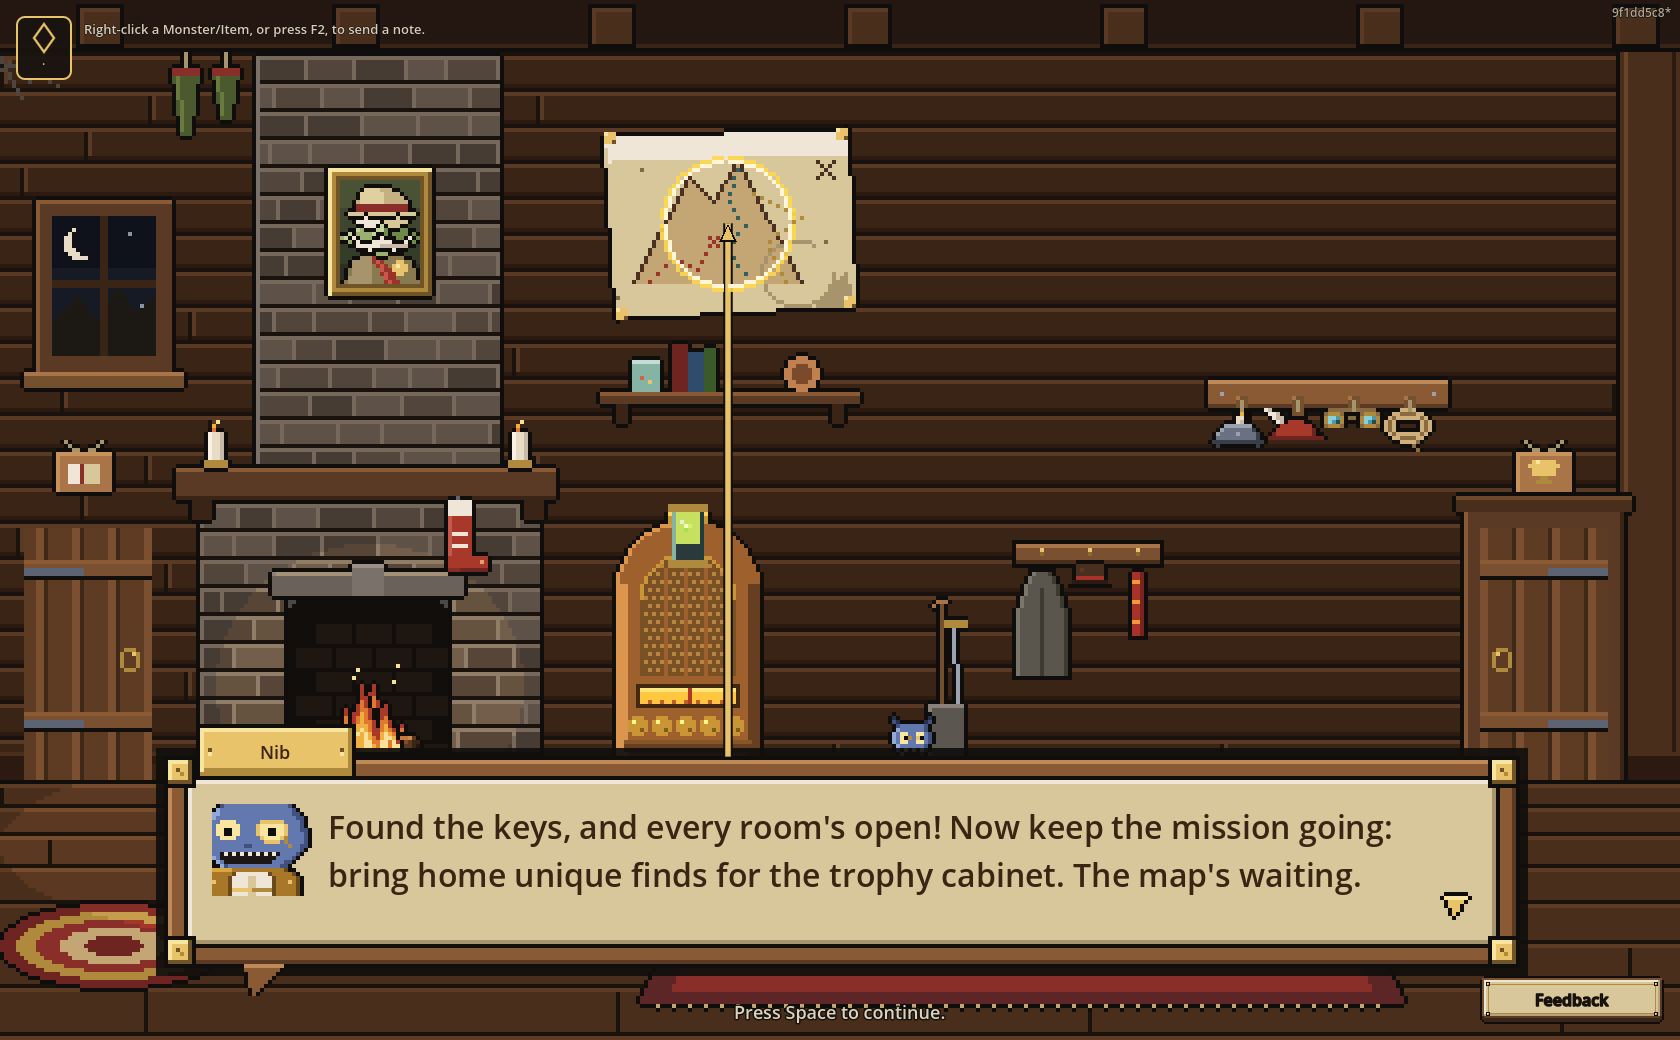 Right-click a Monster/Item, or press F2, to send a note.
9f1dd5c8*
Nib
Found the keys, and every room's open! Now keep the mission going:
bring home unique finds for the trophy cabinet. The map's waiting.
Press Space to continue.
Feedback